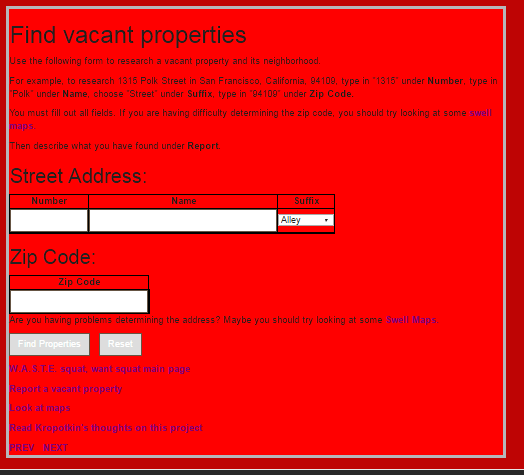 Find vacant properties
Use the following form to research a vacant property and its neighborhood.
For example, to research 1315 Polk Street in San Francisco, California, 94109, type in "1315" under Number, type in
"Polk" under Name, choose "Street" under Suffix, type in "94109" under Zip Code.
You must fill out all fields. If you are having difficulty determining the zip code, you should try looking at some swell
maps.
Then describe what you have found under Report.
Street Address:
Number Name Suffix
Alley
Zip Code:
Zip Code
Are you having problems determining the address? Maybe you should try looking at some Swell Maps.
Find Properties Reset
W.A.S.T.E. squat, want squat main page
Report a vacant property
Look at maps
Read Kropotkin's thoughts on this project
PREV NEXT